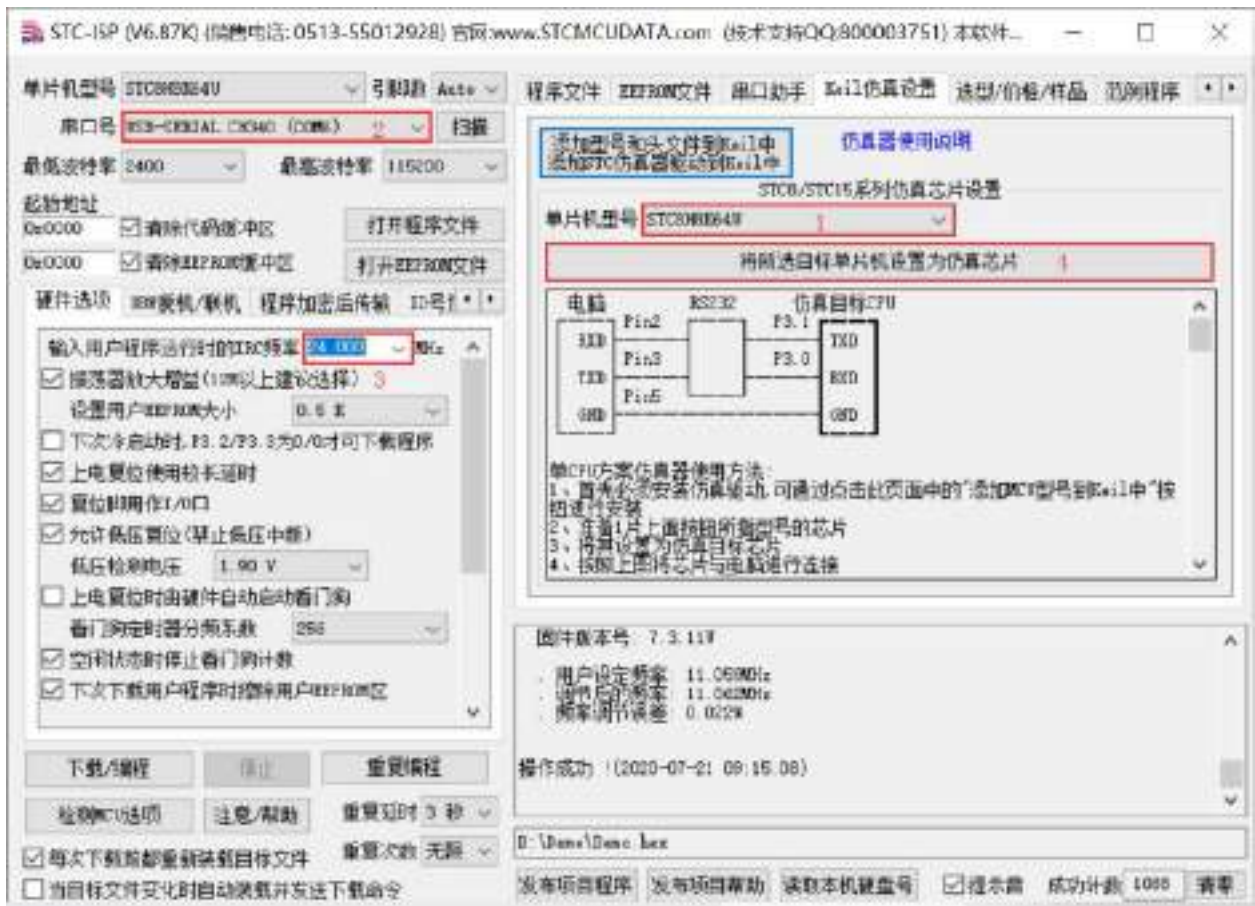 STC-ISP (V6.87K) (销售电话: 0513-55012928) 官网:www.STCMCUDATA.com (技术支持QQ:800003751) 本软件...
单片机型号 STC8H8K64U 引脚数 Auto
串口号 USB-SERIAL CH340 (COM6) 2 扫描
最低波特率 2400 最高波特率 115200
起始地址
0x0000 清除代码缓冲区 打开程序文件
0x0000 清除EEPROM缓冲区 打开EEPROM文件
硬件选项 脱机/联机 程序加密后传输 ID号
输入用户程序运行时的IRC频率 24.000 MHz
振荡器放大增益(12M以上建议选择) 3
设置用户EEPROM大小 0.5 K
下次冷启动时,P3.2/P3.3为0/0才可下载程序
上电复位使用较长延时
复位脚用作I/O口
允许低压复位(禁止低压中断)
低压检测电压 1.90 V
上电复位时由硬件自动启动看门狗
看门狗定时器分频系数 256
空闲状态时停止看门狗计数
下次下载用户程序时擦除用户EEPROM区
下载/编程 停止 重复编程
检测MCU选项 注意/帮助 重复延时 3 秒
重复次数 无限
每次下载前都重新装载目标文件
当目标文件变化时自动装载并发送下载命令
程序文件 EEPROM文件 串口助手 Keil仿真设置 选型/价格/样品 范例程序
添加型号和头文件到Keil中
添加STC仿真器驱动到Keil中
仿真器使用说明
STC8/STC15系列仿真芯片设置
单片机型号 STC8H8K64U 1
将所选目标单片机设置为仿真芯片 4
电脑 RS232 仿真目标CPU
Pin2 P3.1
RXD TXD
Pin3 P3.0
TXD RXD
Pin5
GND GND
单CPU方案仿真器使用方法:
1、首先必须安装仿真驱动,可通过点击此页面中的"添加MCU型号到Keil中"按
钮进行安装
2、准备1片上面按钮所指型号的芯片
3、将其设置为仿真目标芯片
4、按照上图将芯片与电脑进行连接
固件版本号: 7.3.11U
. 用户设定频率: 11.059MHz
. 调节后的频率: 11.062MHz
. 频率调节误差: 0.022%
操作成功 !(2020-07-21 09:15:08)
D:\Demo\Demo.hex
发布项目程序 发布项目帮助 读取本机硬盘号 提示音 成功计数 1088 清零